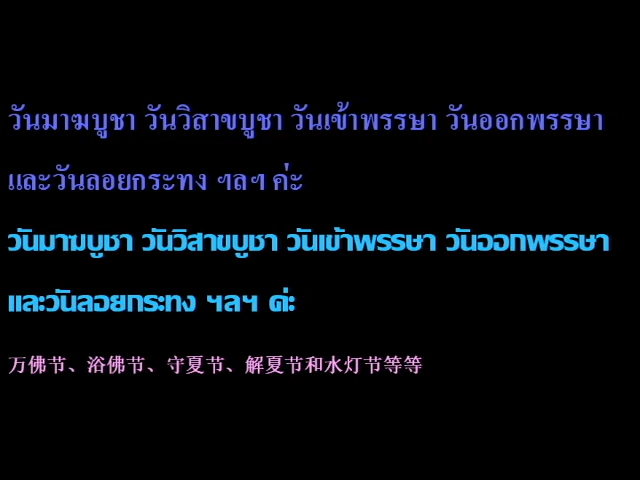 วันมาฆบูชา วันวิสาขบูชา วันเข้าพรรษา วันออกพรรษา
และวันลอยกระทง ฯลฯ ค่ะ
วันมาฆบูชา วันวิสาขบูชา วันเข้าพรรษา วันออกพรรษา
และวันลอยกระทง ฯลฯ ค่ะ
万佛节、浴佛节、守夏节、解夏节和水灯节等等